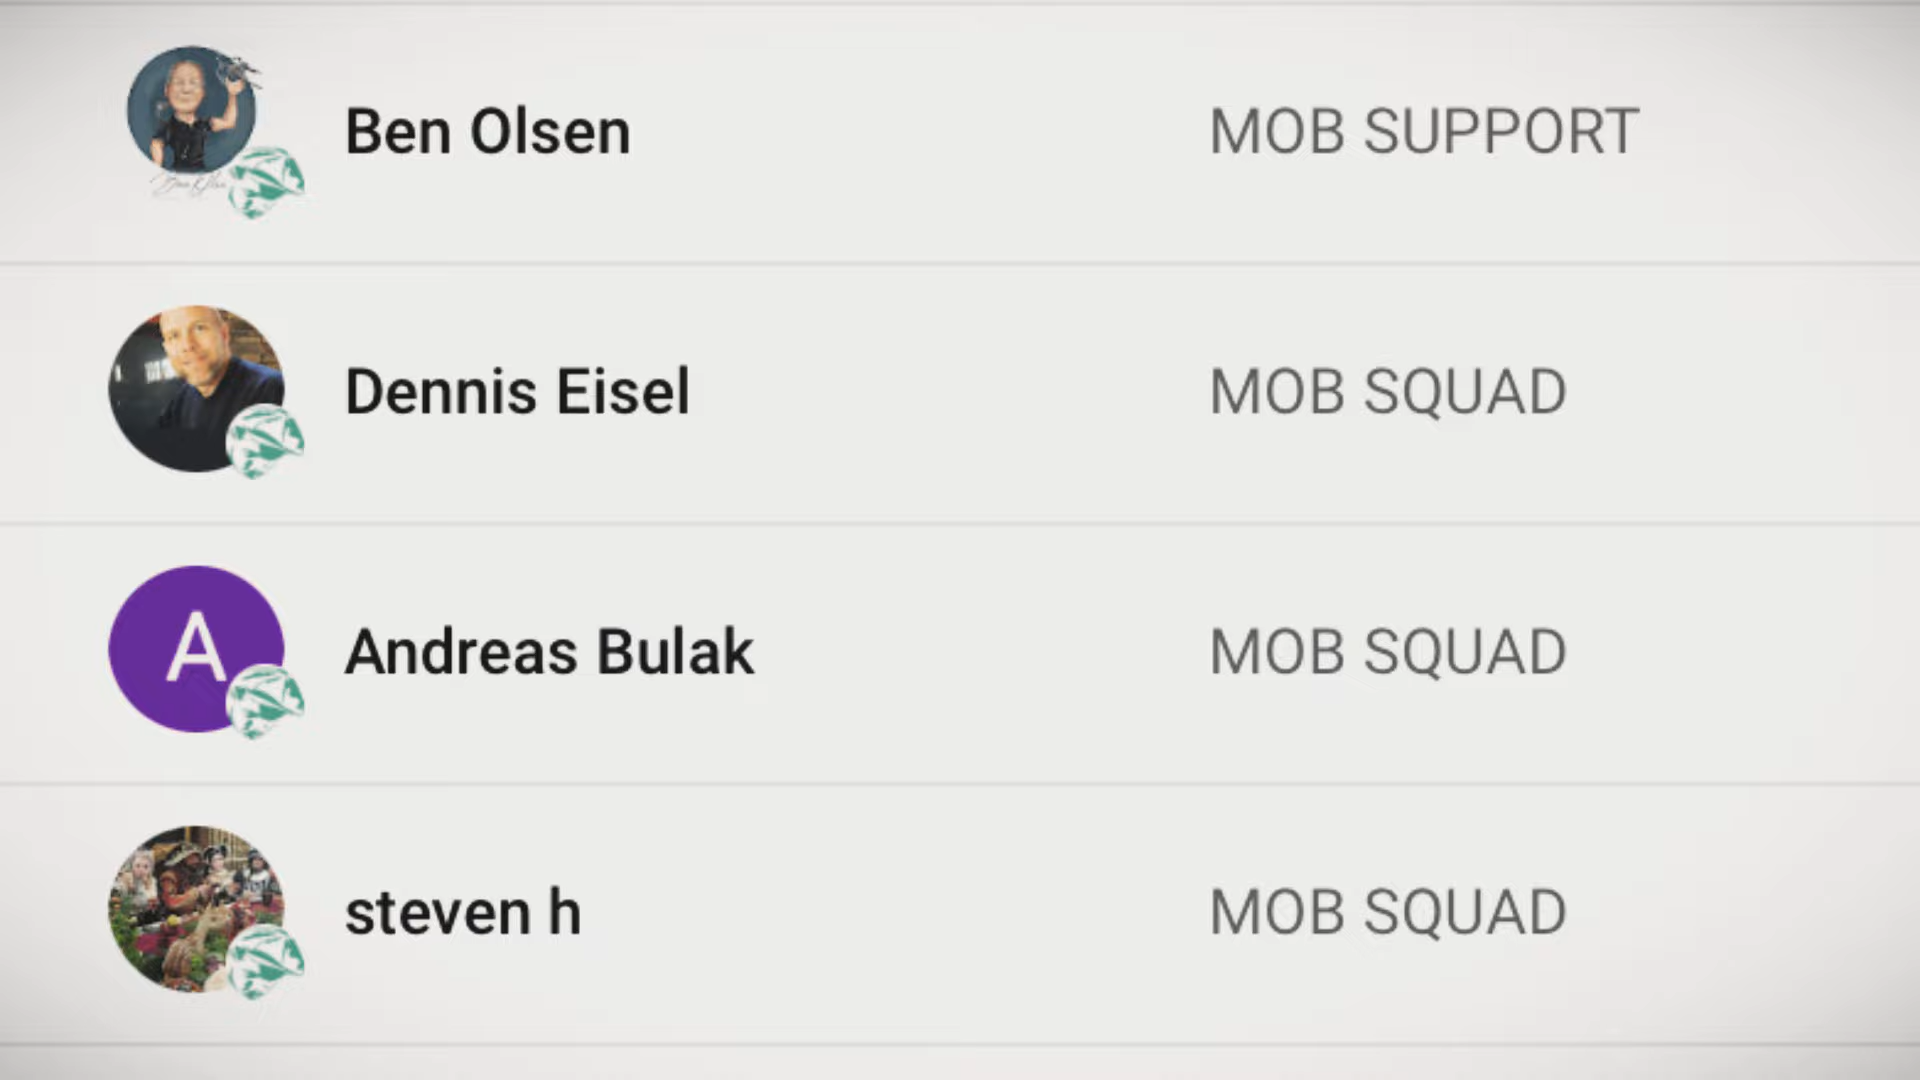 Ben Olsen MOB SUPPORT
Dennis Eisel MOB SQUAD
A
Andreas Bulak MOB SQUAD
steven h MOB SQUAD